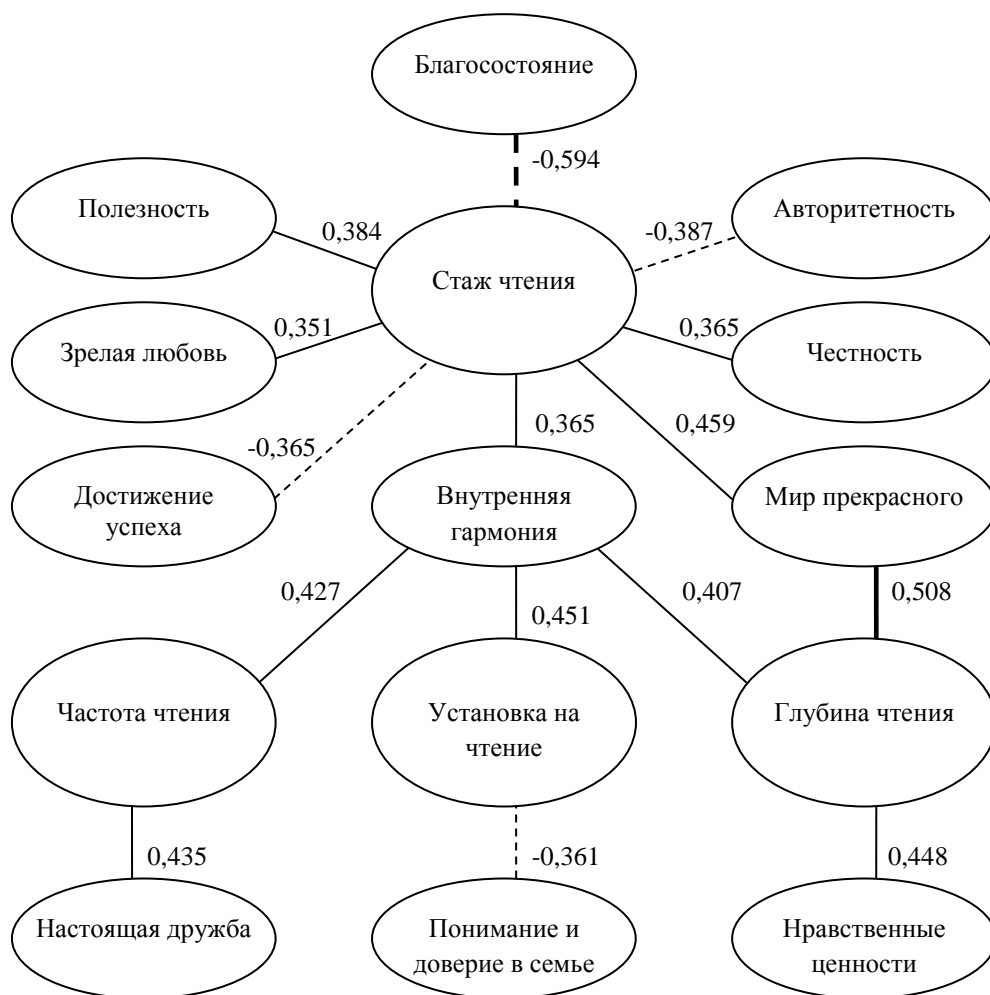 Благосостояние
-0,594
Полезность
Авторитетность
0,384
-0,387
Стаж чтения
0,351
0,365
Зрелая любовь
Честность
-0,365
0,365
0,459
Достижение
успеха
Внутренняя
гармония
Мир прекрасного
0,427
0,451
0,407
0,508
Частота чтения
Установка на
чтение
Глубина чтения
0,435
-0,361
0,448
Настоящая дружба
Понимание и
доверие в семье
Нравственные
ценности